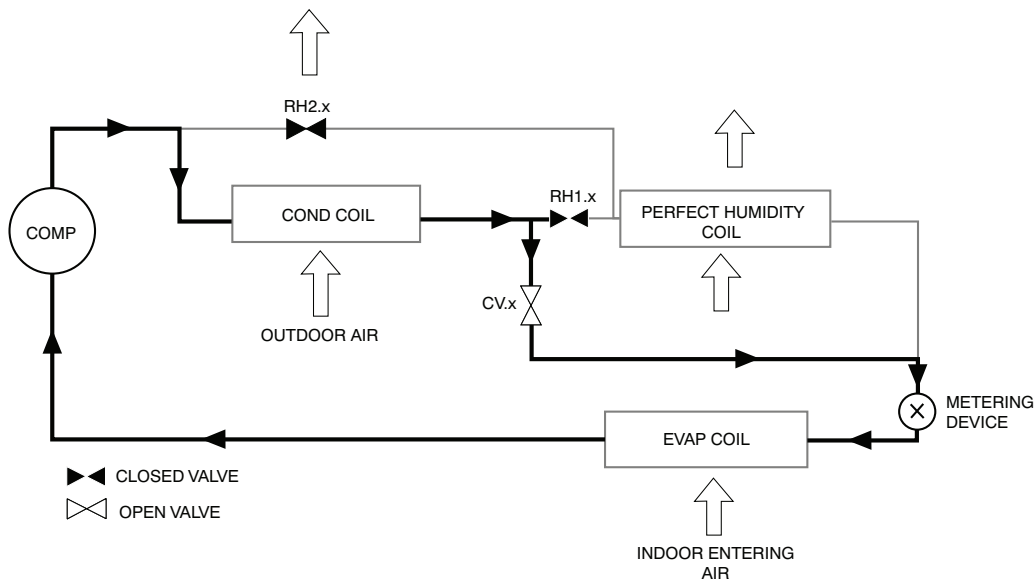 RH2.x
COMP
COND COIL
RH1.x
PERFECT HUMIDITY
COIL
CV.x
OUTDOOR AIR
METERING
DEVICE
EVAP COIL
CLOSED VALVE
OPEN VALVE
INDOOR ENTERING
AIR